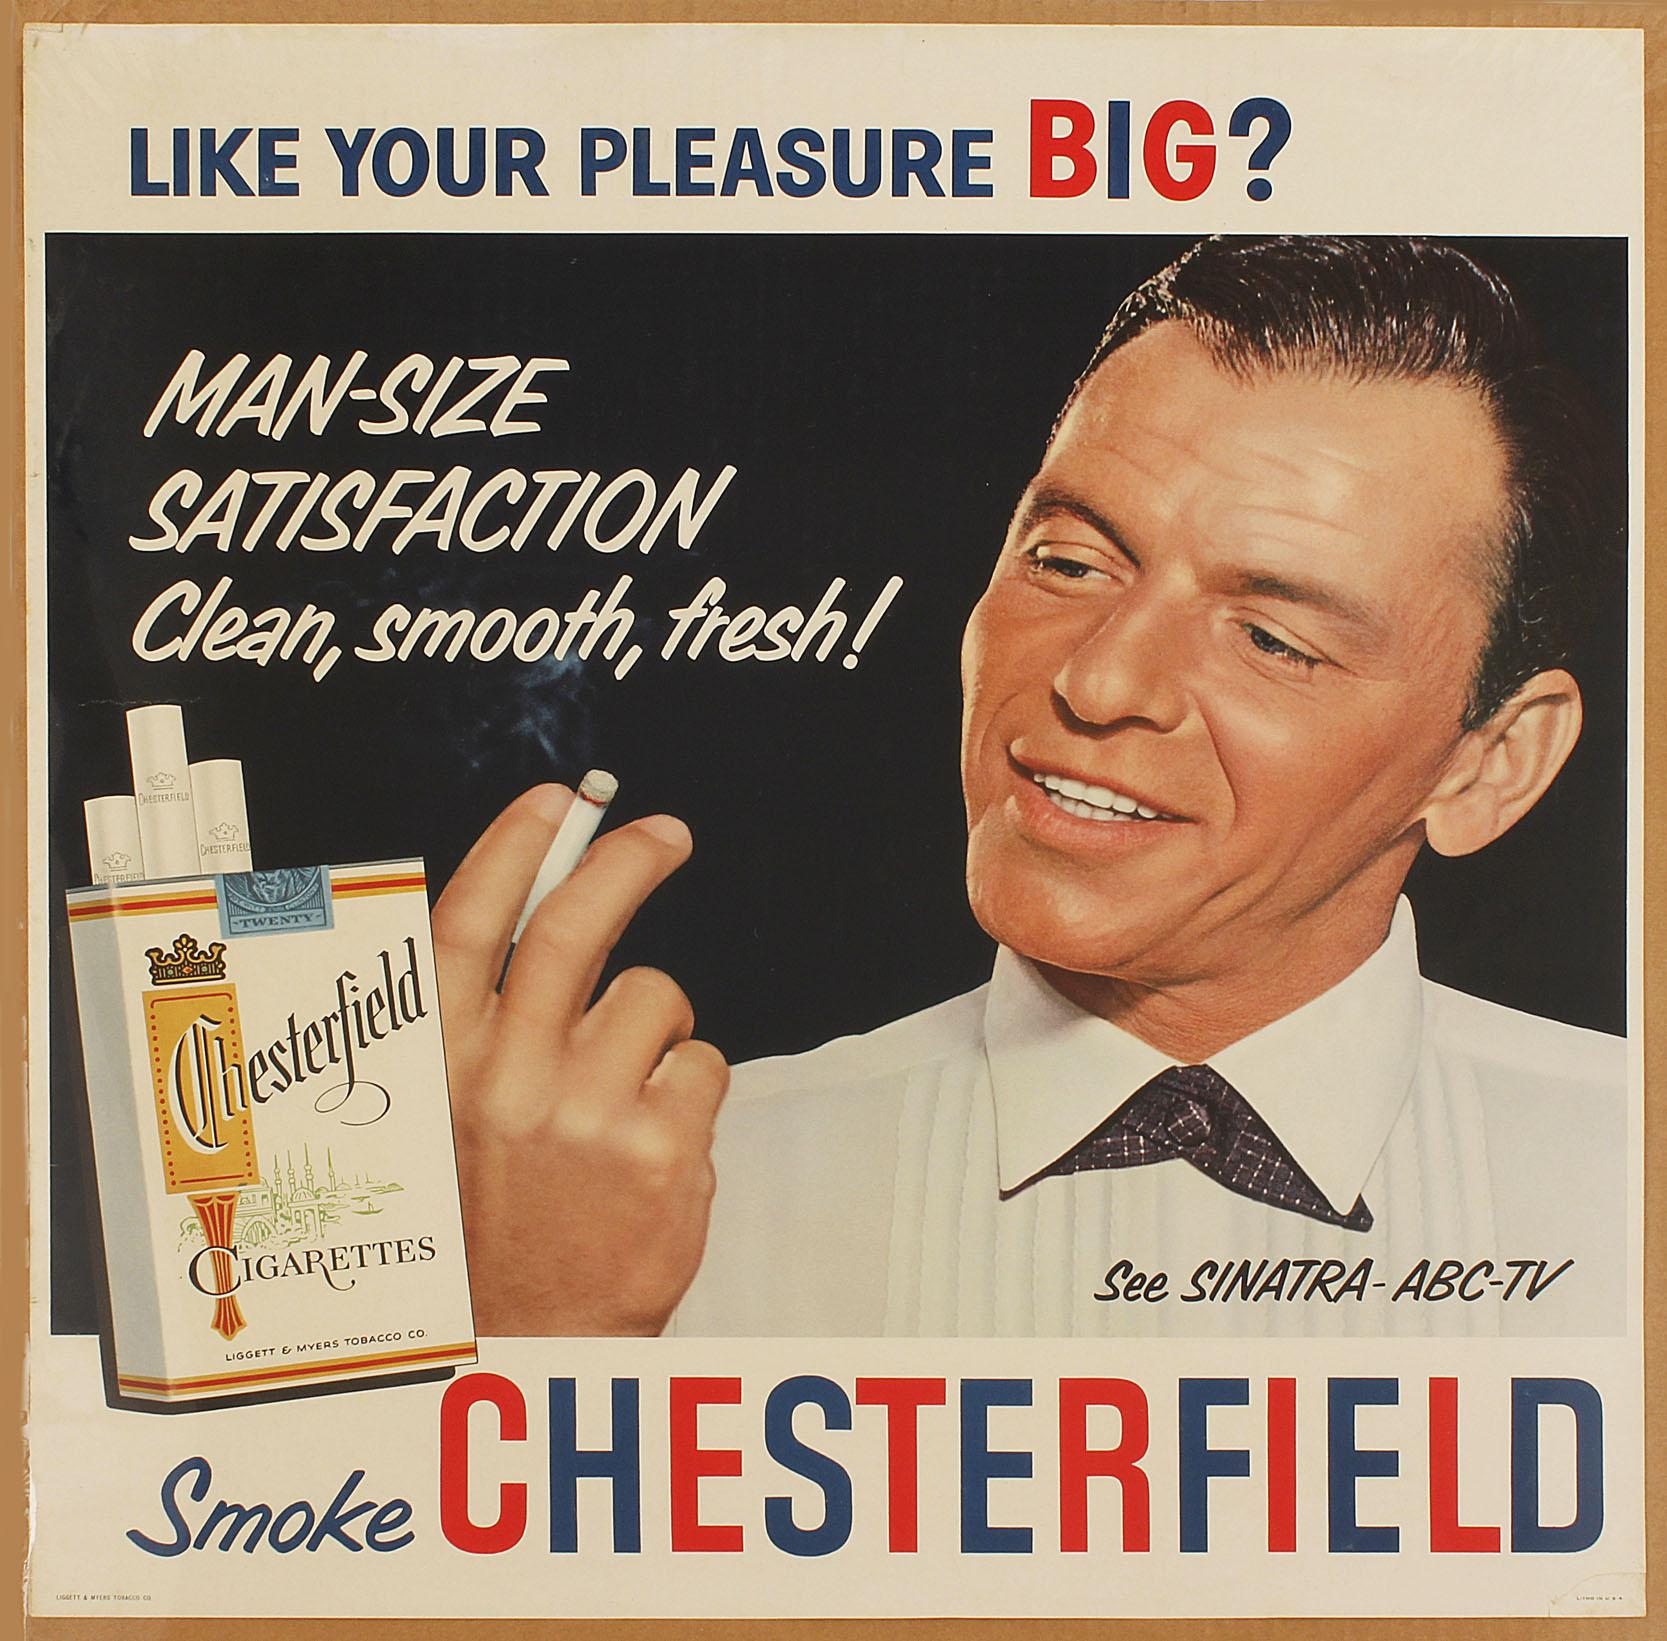 LIKE YOUR PLEASURE BIG?
MAN-SIZE
SATISFACTION
Clean, smooth, fresh!
CHESTERFIELD
CHESTERFIELD
CHESTERFIELD
TWENTY
Chesterfield
CIGARETTES
LIGGETT & MYERS TOBACCO CO.
See SINATRA - ABC-TV
Smoke CHESTERFIELD
LIGGETT & MYERS TOBACCO CO.
LITHO IN U.S.A.